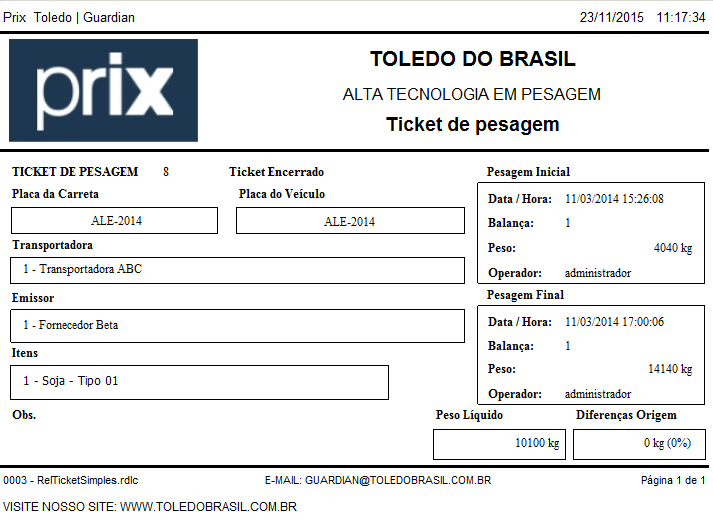 Prix Toledo | Guardian 23/11/2015 11:17:34
prix
TOLEDO DO BRASIL
ALTA TECNOLOGIA EM PESAGEM
Ticket de pesagem
TICKET DE PESAGEM 8 Ticket Encerrado
Placa da Carreta Placa do Veículo
ALE-2014 ALE-2014
Transportadora
1 - Transportadora ABC
Emissor
1 - Fornecedor Beta
Itens
1 - Soja - Tipo 01
Obs.
Pesagem Inicial
Data / Hora: 11/03/2014 15:26:08
Balança: 1
Peso: 4040 kg
Operador: administrador
Pesagem Final
Data / Hora: 11/03/2014 17:00:06
Balança: 1
Peso: 14140 kg
Operador: administrador
Peso Líquido Diferenças Origem
10100 kg 0 kg (0%)
0003 - RelTicketSimples.rdlc E-MAIL: GUARDIAN@TOLEDOBRASIL.COM.BR Página 1 de 1
VISITE NOSSO SITE: WWW.TOLEDOBRASIL.COM.BR